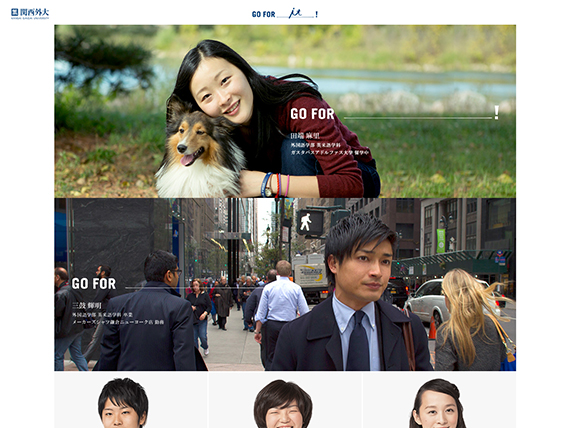 関西外大
KANSAI GAIDAI UNIVERSITY
GO FOR it !
GO FOR !
田端 麻里
外国語学部 英米語学科
ガスタバスアドルファス大学 留学中
GO FOR
三鼓 輝明
外国語学部 英米語学科 卒業
メーカーズシャツ鎌倉ニューヨーク店 勤務